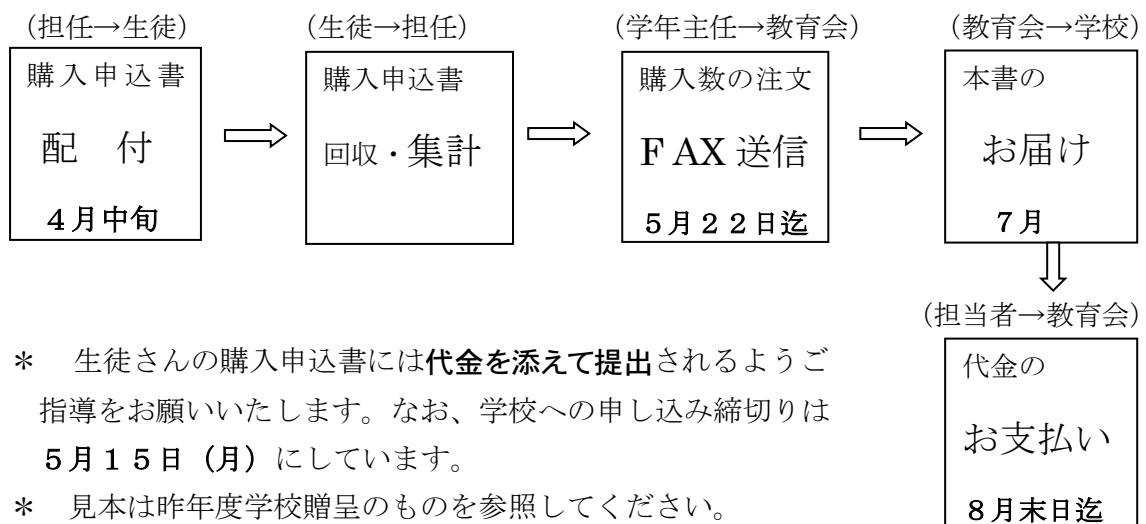 （担任→生徒）
購入申込書
配　付
４月中旬
（生徒→担任）
購入申込書
回収・集計
（学年主任→教育会）
購入数の注文
ＦAX 送信
５月２２日迄
（教育会→学校）
本書の
お届け
７月
（担当者→教育会）
代金の
お支払い
８月末日迄
＊　生徒さんの購入申込書には代金を添えて提出されるようご
指導をお願いいたします。なお、学校への申し込み締切りは
５月１５日（月）にしています。
＊　見本は昨年度学校贈呈のものを参照してください。